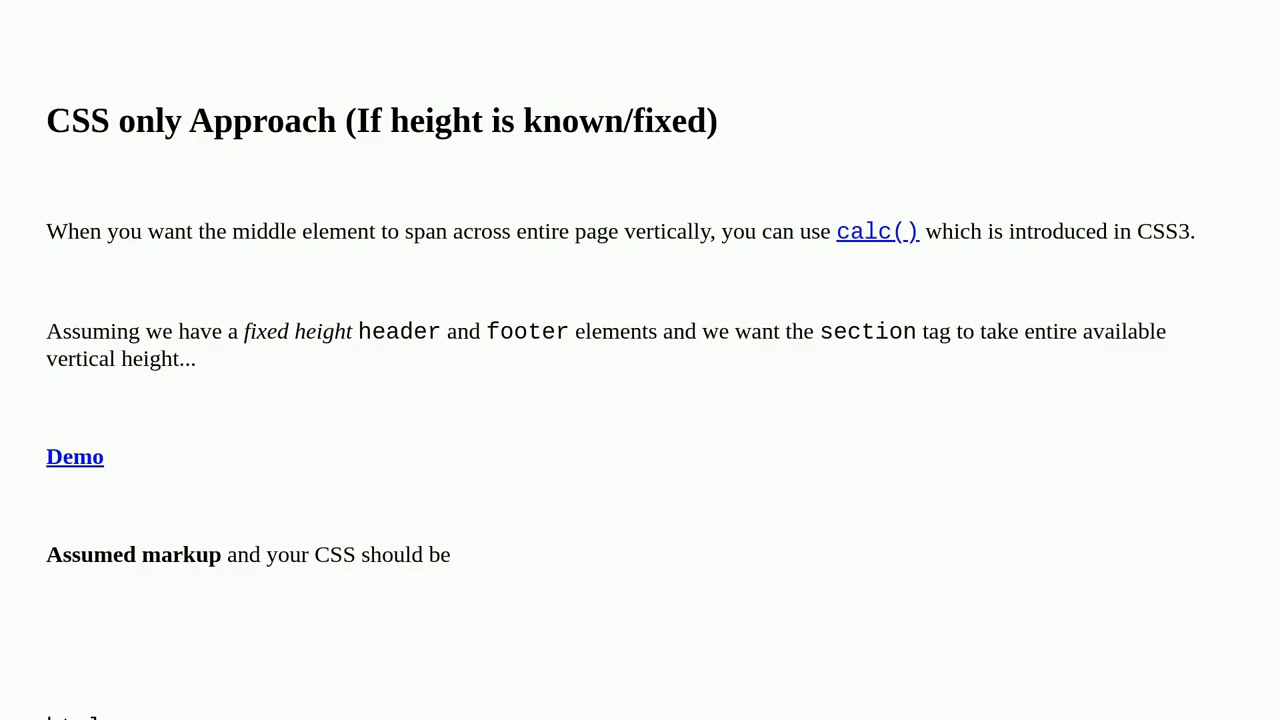 CSS only Approach (If height is known/fixed)
When you want the middle element to span across entire page vertically, you can use calc() which is introduced in CSS3.
Assuming we have a fixed height header and footer elements and we want the section tag to take entire available
vertical height...
Demo
Assumed markup and your CSS should be